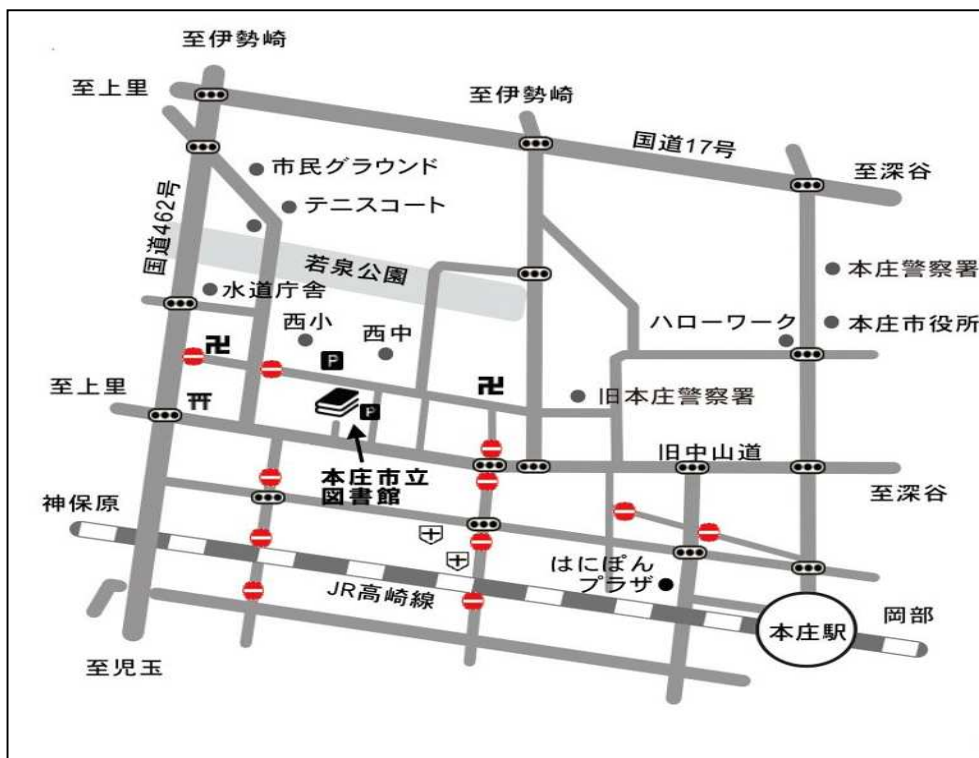 至伊勢崎
至上里
至伊勢崎
国道17号
至深谷
市民グラウンド
テニスコート
国道462号
若泉公園
本庄警察署
水道庁舎
西小
西中
ハローワーク
本庄市役所
卍
P
至上里
卍
旧本庄警察署
P
旧中山道
本庄市立
図書館
至深谷
神保原
はにぽん
プラザ
JR高崎線
本庄駅
岡部
至児玉